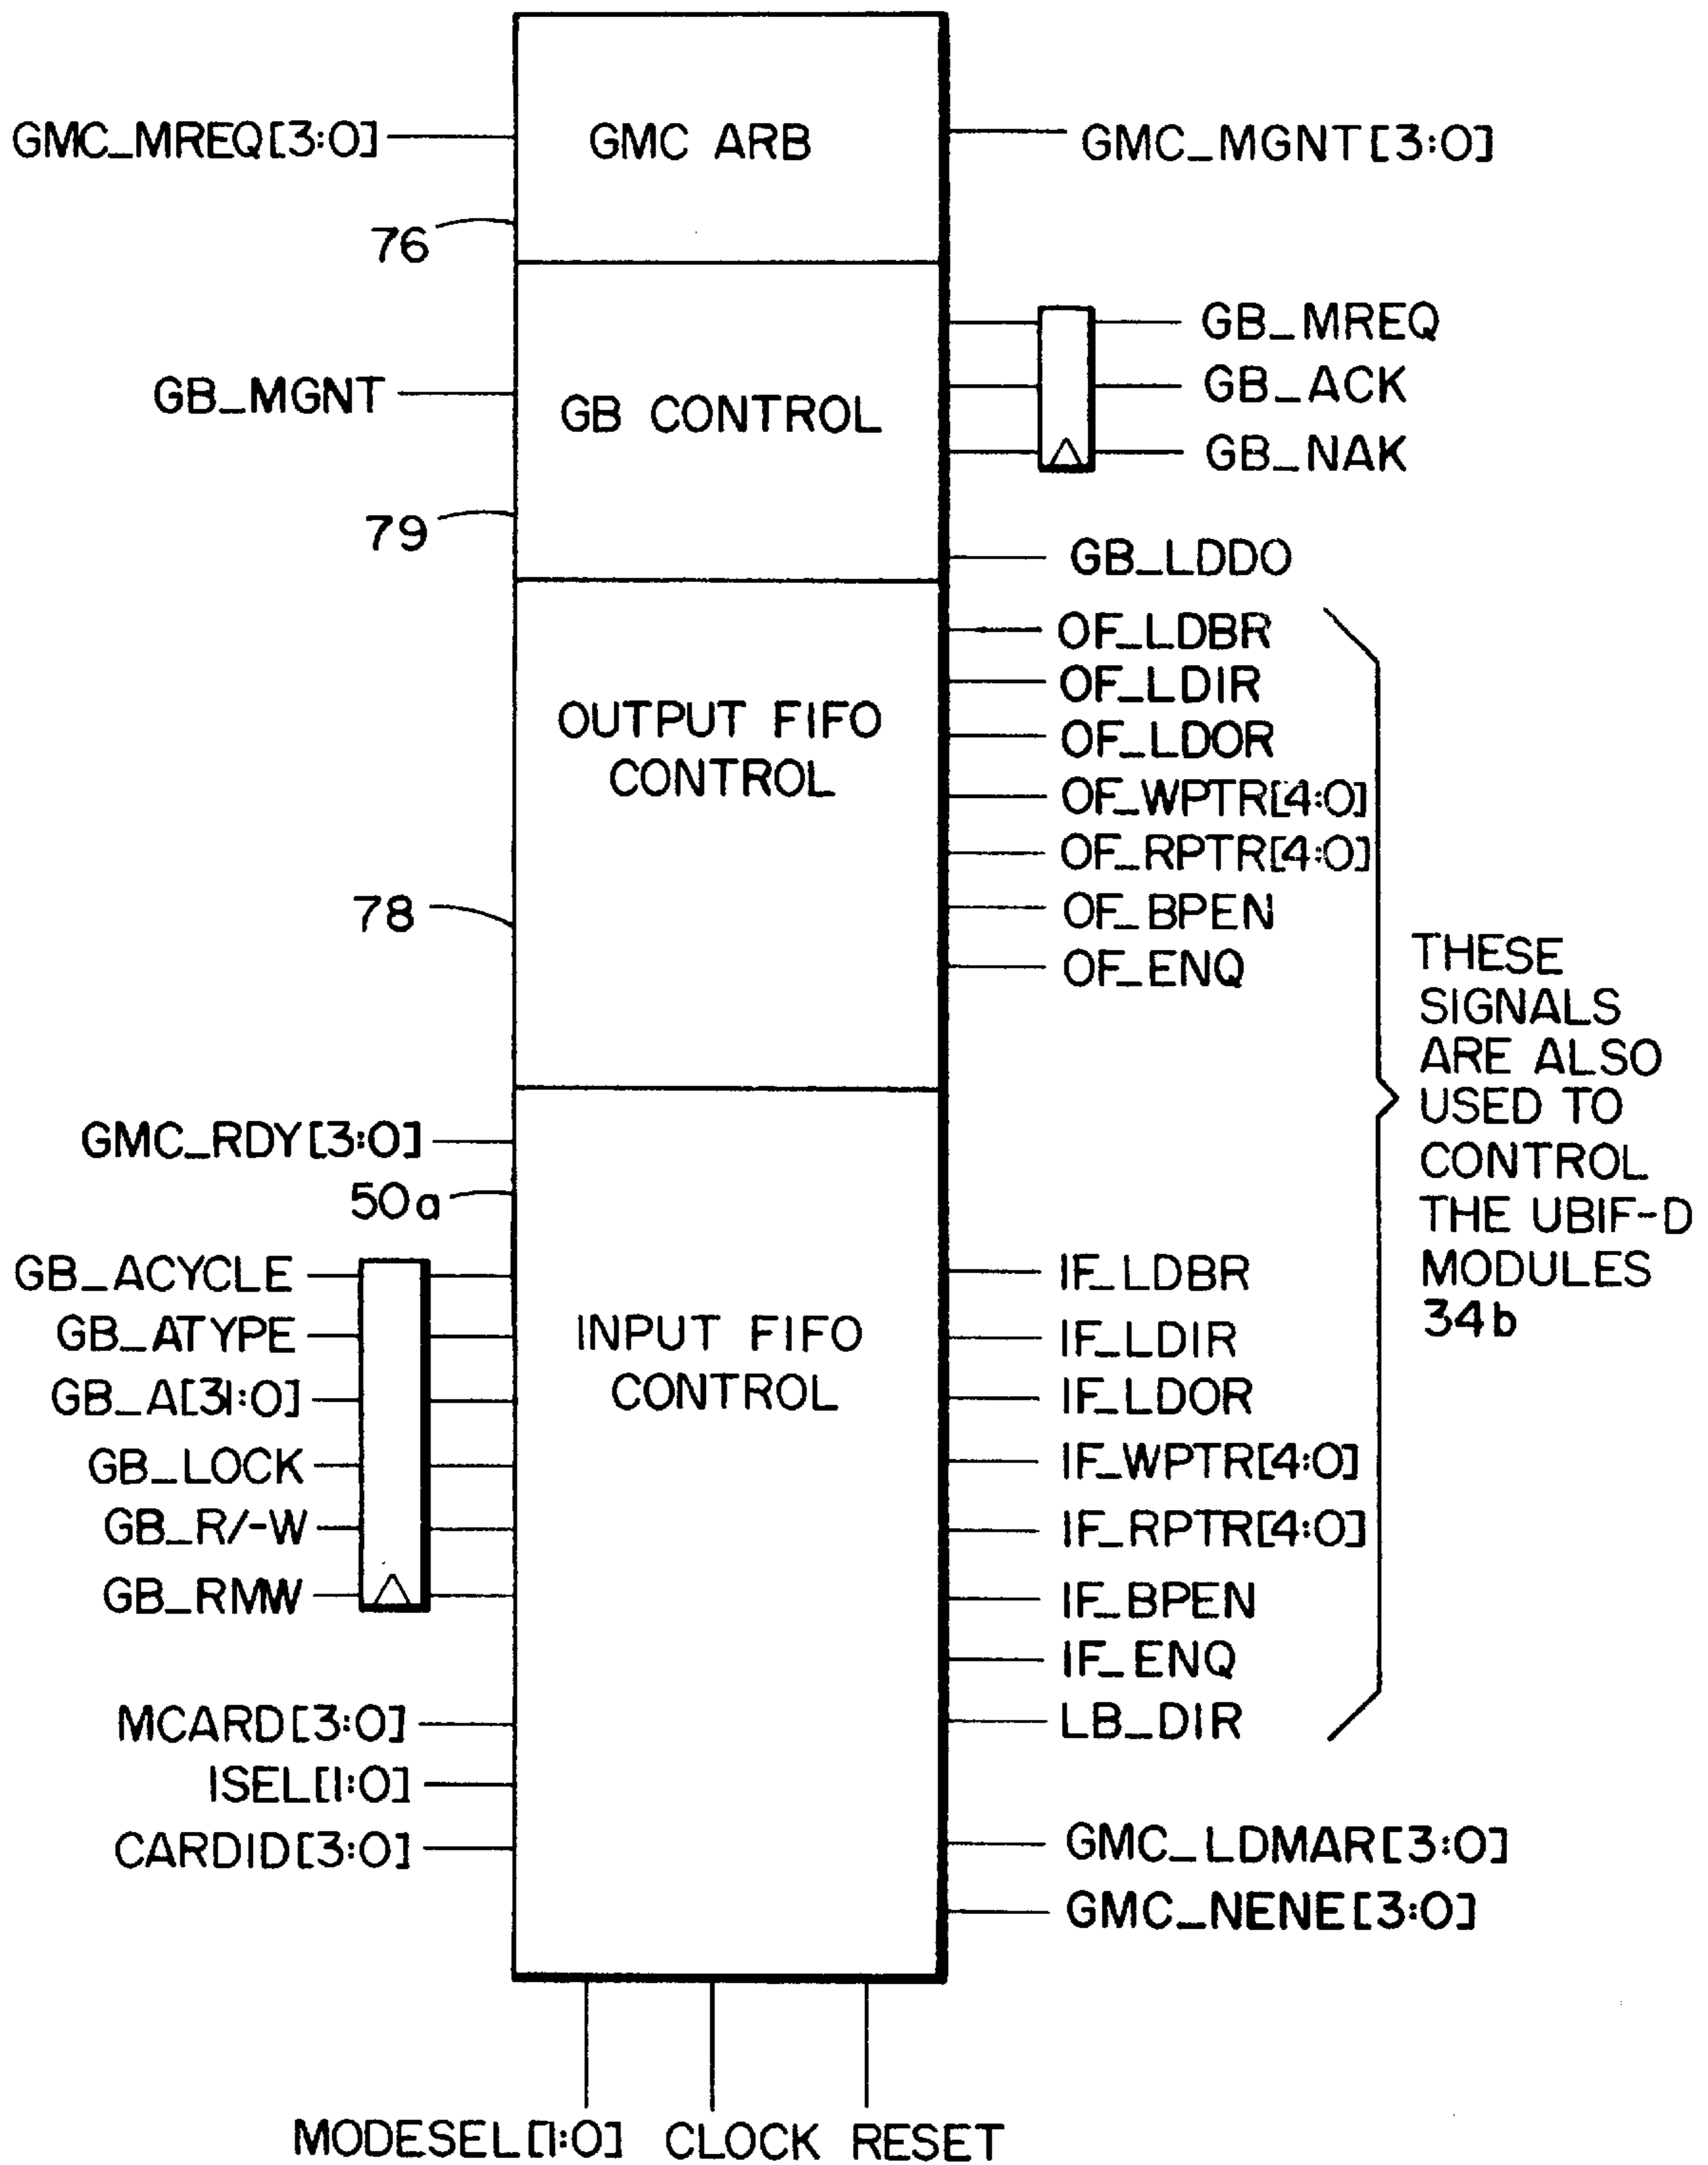 GMC_MREQ[3:0]
GMC ARB
GMC_MGNT[3:0]
76
GB_MREQ
GB_MGNT
GB CONTROL
GB_ACK
GB_NAK
79
GB_LDDO
OF_LDBR
OF_LDIR
OUTPUT FIFO
CONTROL
OF_LDOR
OF_WPTR[4:0]
OF_RPTR[4:0]
78
OF_BPEN
OF_ENQ
THESE
SIGNALS
ARE ALSO
USED TO
CONTROL
THE UBIF-D
MODULES
34b
GMC_RDY[3:0]
50a
GB_ACYCLE
GB_ATYPE
GB_A[31:0]
GB_LOCK
GB_R/-W
GB_RMW
INPUT FIFO
CONTROL
IF_LDBR
IF_LDIR
IF_LDOR
IF_WPTR[4:0]
IF_RPTR[4:0]
IF_BPEN
IF_ENQ
LB_DIR
MCARD[3:0]
ISEL[1:0]
CARDID[3:0]
GMC_LDMAR[3:0]
GMC_NENE[3:0]
MODESEL[1:0] CLOCK RESET